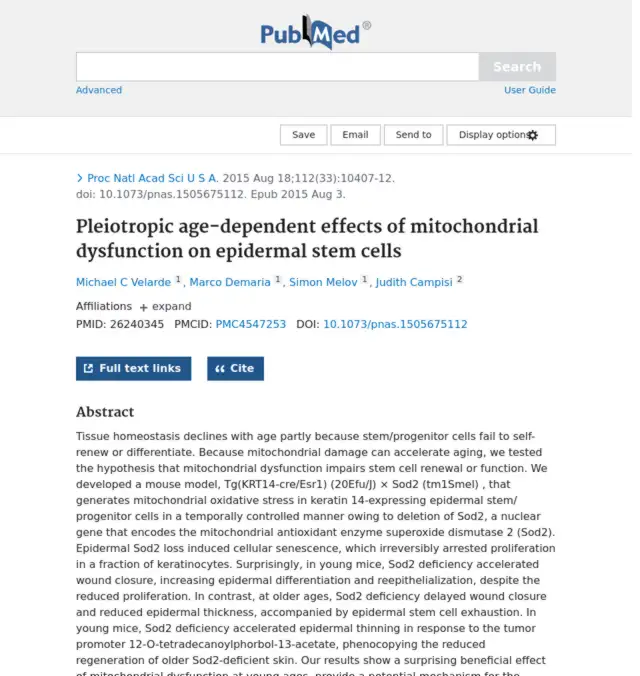 PubMed®
Search
Advanced
User Guide
Save
Email
Send to
Display options
Proc Natl Acad Sci U S A. 2015 Aug 18;112(33):10407-12.
doi: 10.1073/pnas.1505675112. Epub 2015 Aug 3.
Pleiotropic age-dependent effects of mitochondrial
dysfunction on epidermal stem cells
Michael C Velarde 1, Marco Demaria 1, Simon Melov 1, Judith Campisi 2
Affiliations + expand
PMID: 26240345 PMCID: PMC4547253 DOI: 10.1073/pnas.1505675112
Full text links
Cite
Abstract
Tissue homeostasis declines with age partly because stem/progenitor cells fail to self-
renew or differentiate. Because mitochondrial damage can accelerate aging, we tested
the hypothesis that mitochondrial dysfunction impairs stem cell renewal or function. We
developed a mouse model, Tg(KRT14-cre/Esr1) (20Efu/J) × Sod2 (tm1Smel) , that
generates mitochondrial oxidative stress in keratin 14-expressing epidermal stem/
progenitor cells in a temporally controlled manner owing to deletion of Sod2, a nuclear
gene that encodes the mitochondrial antioxidant enzyme superoxide dismutase 2 (Sod2).
Epidermal Sod2 loss induced cellular senescence, which irreversibly arrested proliferation
in a fraction of keratinocytes. Surprisingly, in young mice, Sod2 deficiency accelerated
wound closure, increasing epidermal differentiation and reepithelialization, despite the
reduced proliferation. In contrast, at older ages, Sod2 deficiency delayed wound closure
and reduced epidermal thickness, accompanied by epidermal stem cell exhaustion. In
young mice, Sod2 deficiency accelerated epidermal thinning in response to the tumor
promoter 12-O-tetradecanoylphorbol-13-acetate, phenocopying the reduced
regeneration of older Sod2-deficient skin. Our results show a surprising beneficial effect
of mitochondrial dysfunction at young ages, provide a potential mechanism for the